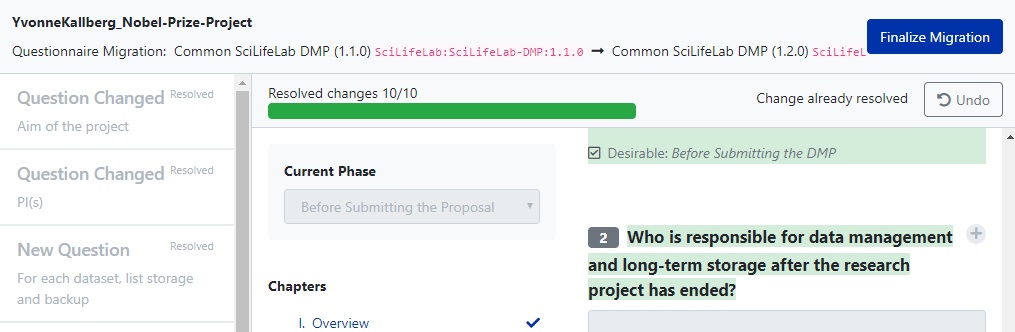 YvonneKallberg_Nobel-Prize-Project
Questionnaire Migration: Common SciLifeLab DMP (1.1.0) SciLifeLab:SciLifeLab-DMP:1.1.0 → Common SciLifeLab DMP (1.2.0) SciLifeL
Finalize Migration
Question Changed Resolved
Aim of the project
Question Changed Resolved
PI(s)
New Question Resolved
For each dataset, list storage
and backup
Resolved changes 10/10
Change already resolved
Undo
Current Phase
Before Submitting the Proposal
Chapters
I. Overview
Desirable: Before Submitting the DMP
2 Who is responsible for data management
and long-term storage after the research
project has ended?